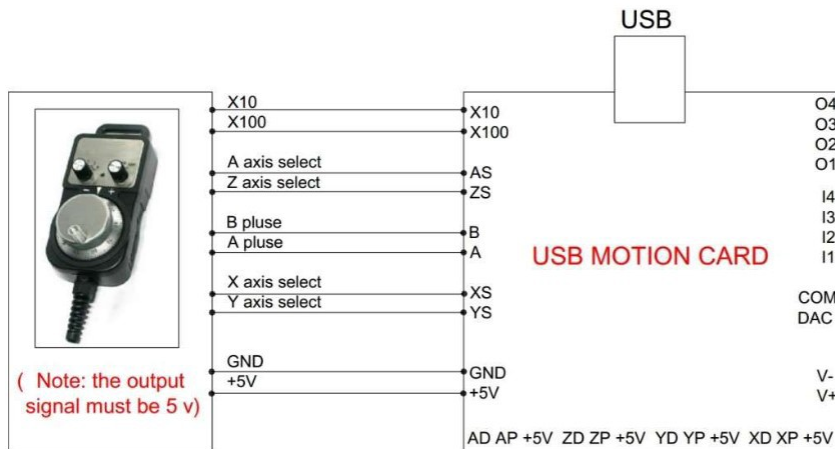 USB
X10
X100
A axis select
Z axis select
B pluse
A pluse
X axis select
Y axis select
GND
+5V
( Note: the output
signal must be 5 v)
X10
X100
AS
ZS
B
A
XS
YS
GND
+5V
USB MOTION CARD
O4
O3
O2
O1
I4
I3
I2
I1
COM
DAC
V-
V+
AD AP +5V ZD ZP +5V YD YP +5V XD XP +5V